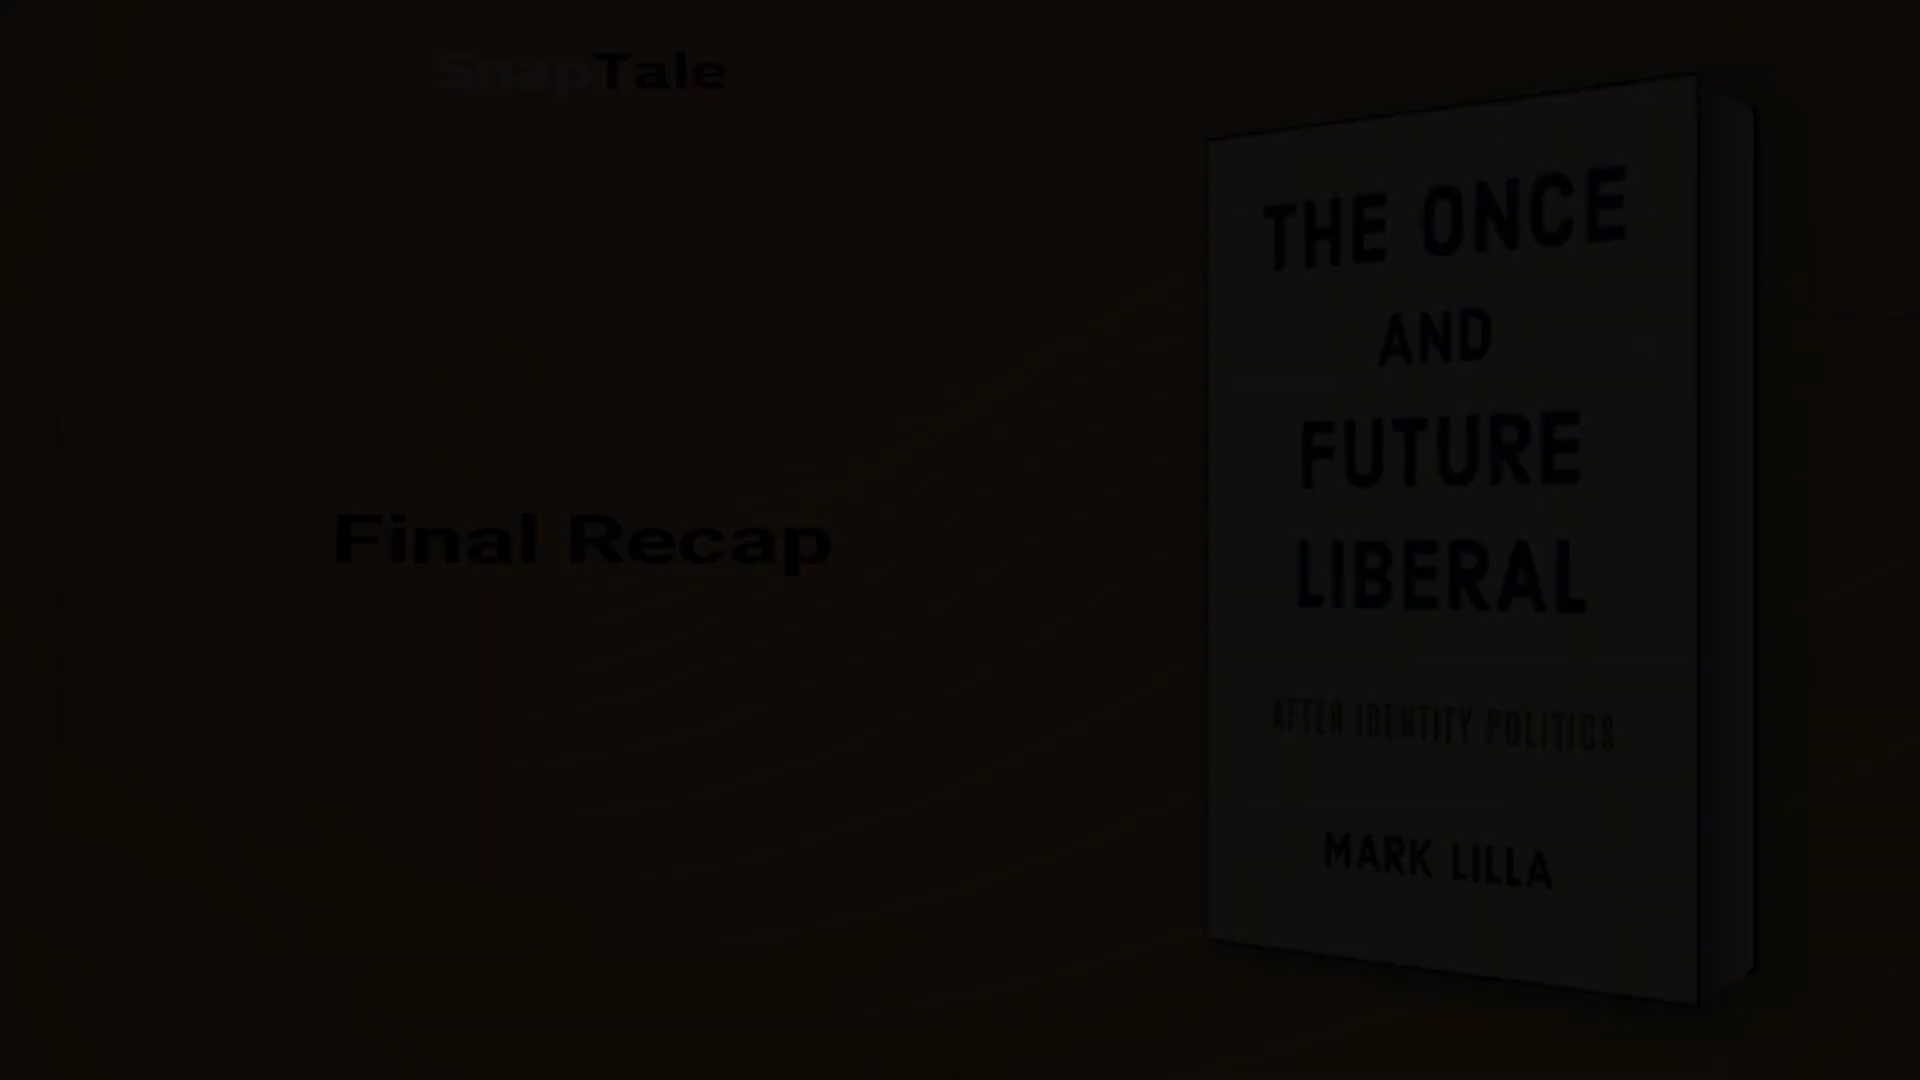 SnapTale
Final Recap
THE ONCE
AND
FUTURE
LIBERAL
AFTER IDENTITY POLITICS
MARK LILLA